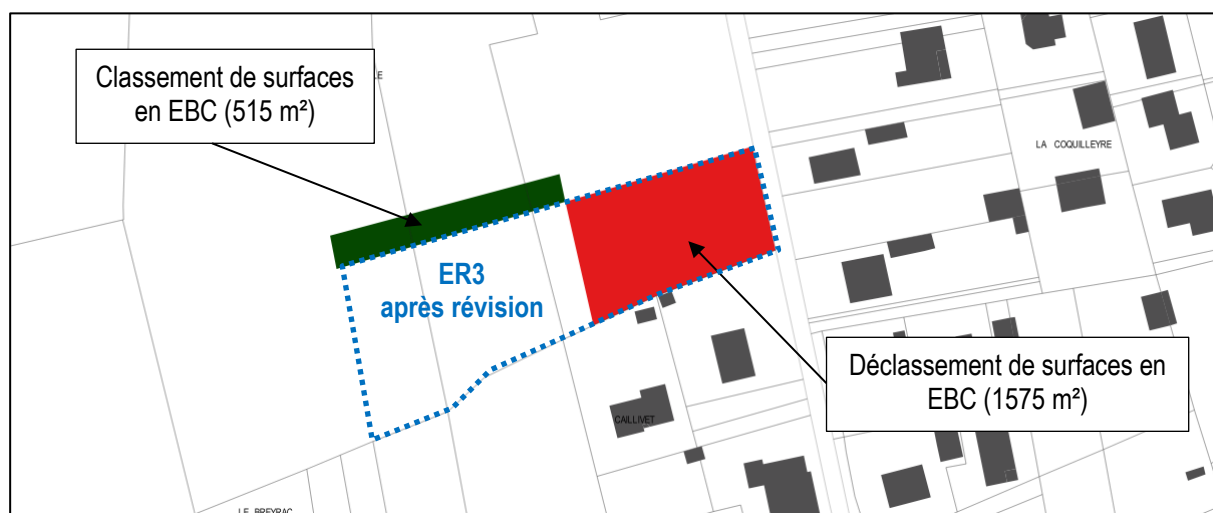 Classement de surfaces
en EBC (515 m²)
LA COQUILLEYRE
ER3
après révision
Déclassement de surfaces en
EBC (1575 m²)
CAILLIVET
LE BREYRAC